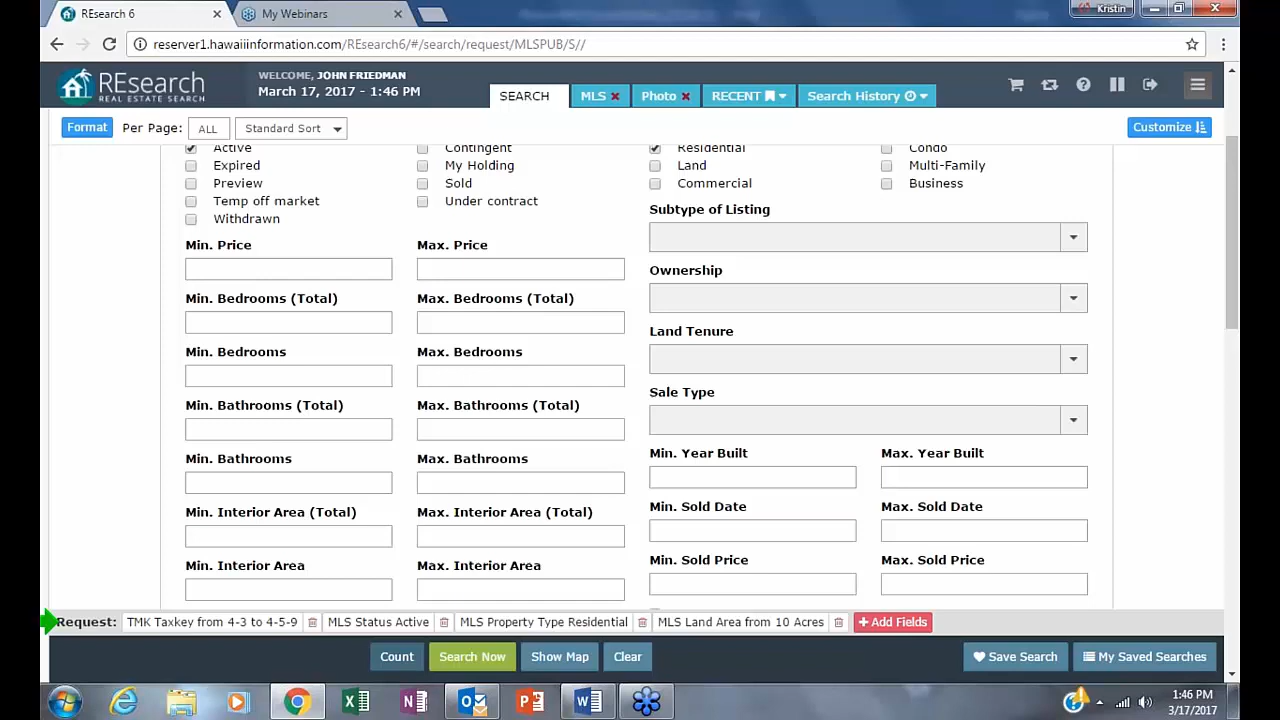 REsearch 6
My Webinars
Kristin
reserver1.hawaiiinformation.com/REsearch6/#/search/request/MLSPUB/S//
REsearch
REAL ESTATE SEARCH
WELCOME, JOHN FRIEDMAN
March 17, 2017 - 1:46 PM
SEARCH
MLS
Photo
RECENT
Search History
Format
Per Page:
ALL
Standard Sort
Customize
Active
Contingent
Residential
Condo
Expired
My Holding
Land
Multi-Family
Preview
Sold
Commercial
Business
Temp off market
Under contract
Withdrawn
Subtype of Listing
Min. Price
Max. Price
Ownership
Min. Bedrooms (Total)
Max. Bedrooms (Total)
Land Tenure
Min. Bedrooms
Max. Bedrooms
Sale Type
Min. Bathrooms (Total)
Max. Bathrooms (Total)
Min. Year Built
Max. Year Built
Min. Bathrooms
Max. Bathrooms
Min. Sold Date
Max. Sold Date
Min. Interior Area (Total)
Max. Interior Area (Total)
Min. Sold Price
Max. Sold Price
Min. Interior Area
Max. Interior Area
Request:
TMK Taxkey from 4-3 to 4-5-9
MLS Status Active
MLS Property Type Residential
MLS Land Area from 10 Acres
Add Fields
Count
Search Now
Show Map
Clear
Save Search
My Saved Searches
1:46 PM
3/17/2017